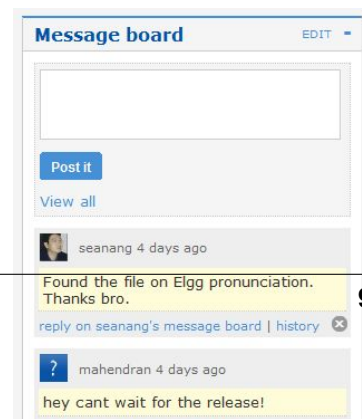 Message board EDIT -
Post it
View all
seanang 4 days ago
Found the file on Elgg pronunciation.
Thanks bro.
reply on seanang's message board | history
? mahendran 4 days ago
hey cant wait for the release!